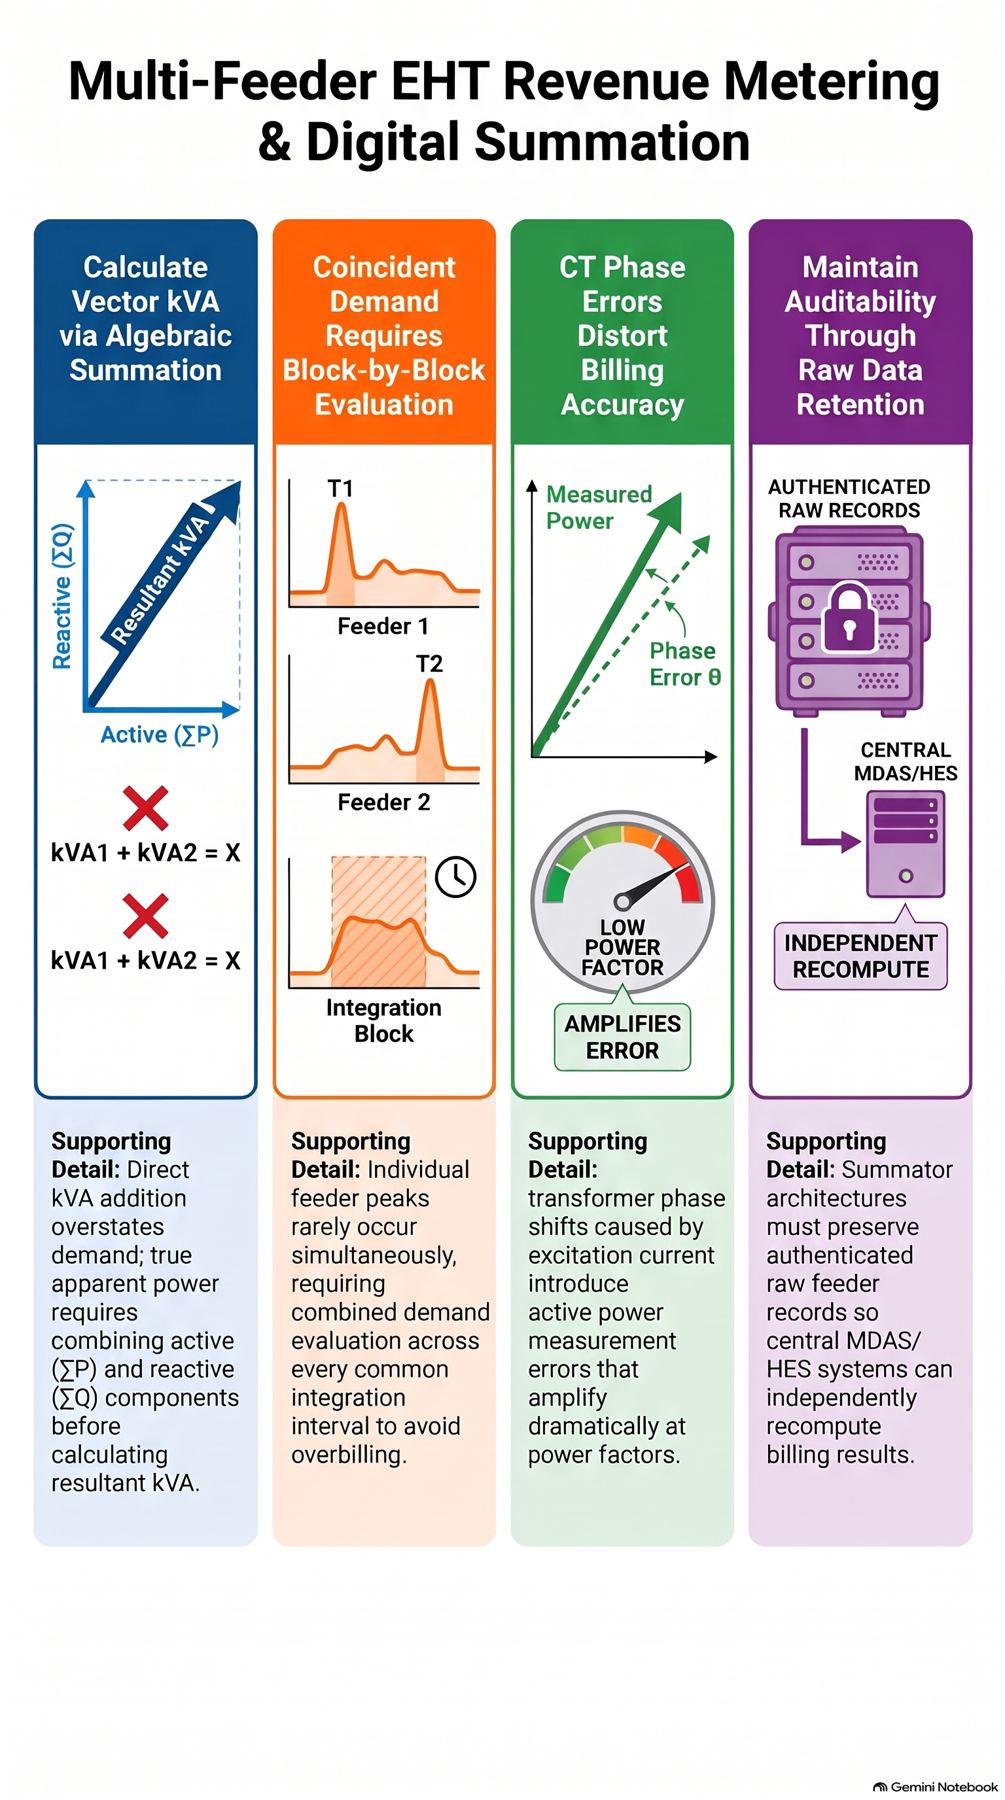 Multi-Feeder EHT Revenue Metering
& Digital Summation
Calculate
Vector kVA
via Algebraic
Summation
Reactive (∑Q)
Resultant kVA
Active (∑P)
kVA1 + kVA2 = X
kVA1 + kVA2 = X
Supporting
Detail: Direct
kVA addition
overstates
demand; true
apparent power
requires
combining active
(∑P) and reactive
(∑Q) components
before
calculating
resultant kVA.
Coincident
Demand
Requires
Block-by-Block
Evaluation
T1
Feeder 1
T2
Feeder 2
Integration
Block
Supporting
Detail: Individual
feeder peaks
rarely occur
simultaneously,
requiring
combined demand
evaluation across
every common
integration
interval to avoid
overbilling.
CT Phase
Errors
Distort
Billing
Accuracy
Measured
Power
Phase
Error θ
LOW
POWER
FACTOR
AMPLIFIES
ERROR
Supporting
Detail:
transformer phase
shifts caused by
excitation current
introduce
active power
measurement
errors that
amplify
dramatically at
power factors.
Maintain
Auditability
Through
Raw Data
Retention
AUTHENTICATED
RAW RECORDS
CENTRAL
MDAS/HES
INDEPENDENT
RECOMPUTE
Supporting
Detail: Summator
architectures
must preserve
authenticated
raw feeder
records so
central MDAS/
HES systems can
independently
recompute
billing results.
Gemini Notebook